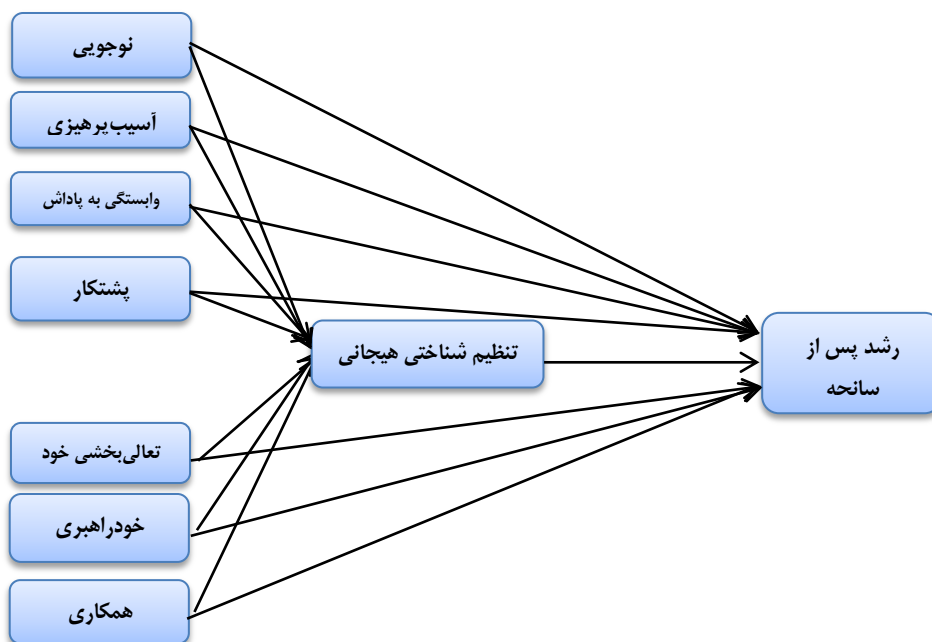 نوجویی
آسیب‌پرهیزی
وابستگی به پاداش
پشتکار
تنظیم شناختی هیجانی
رشد پس از
سانحه
تعالی‌بخشی خود
خودراهبری
همکاری